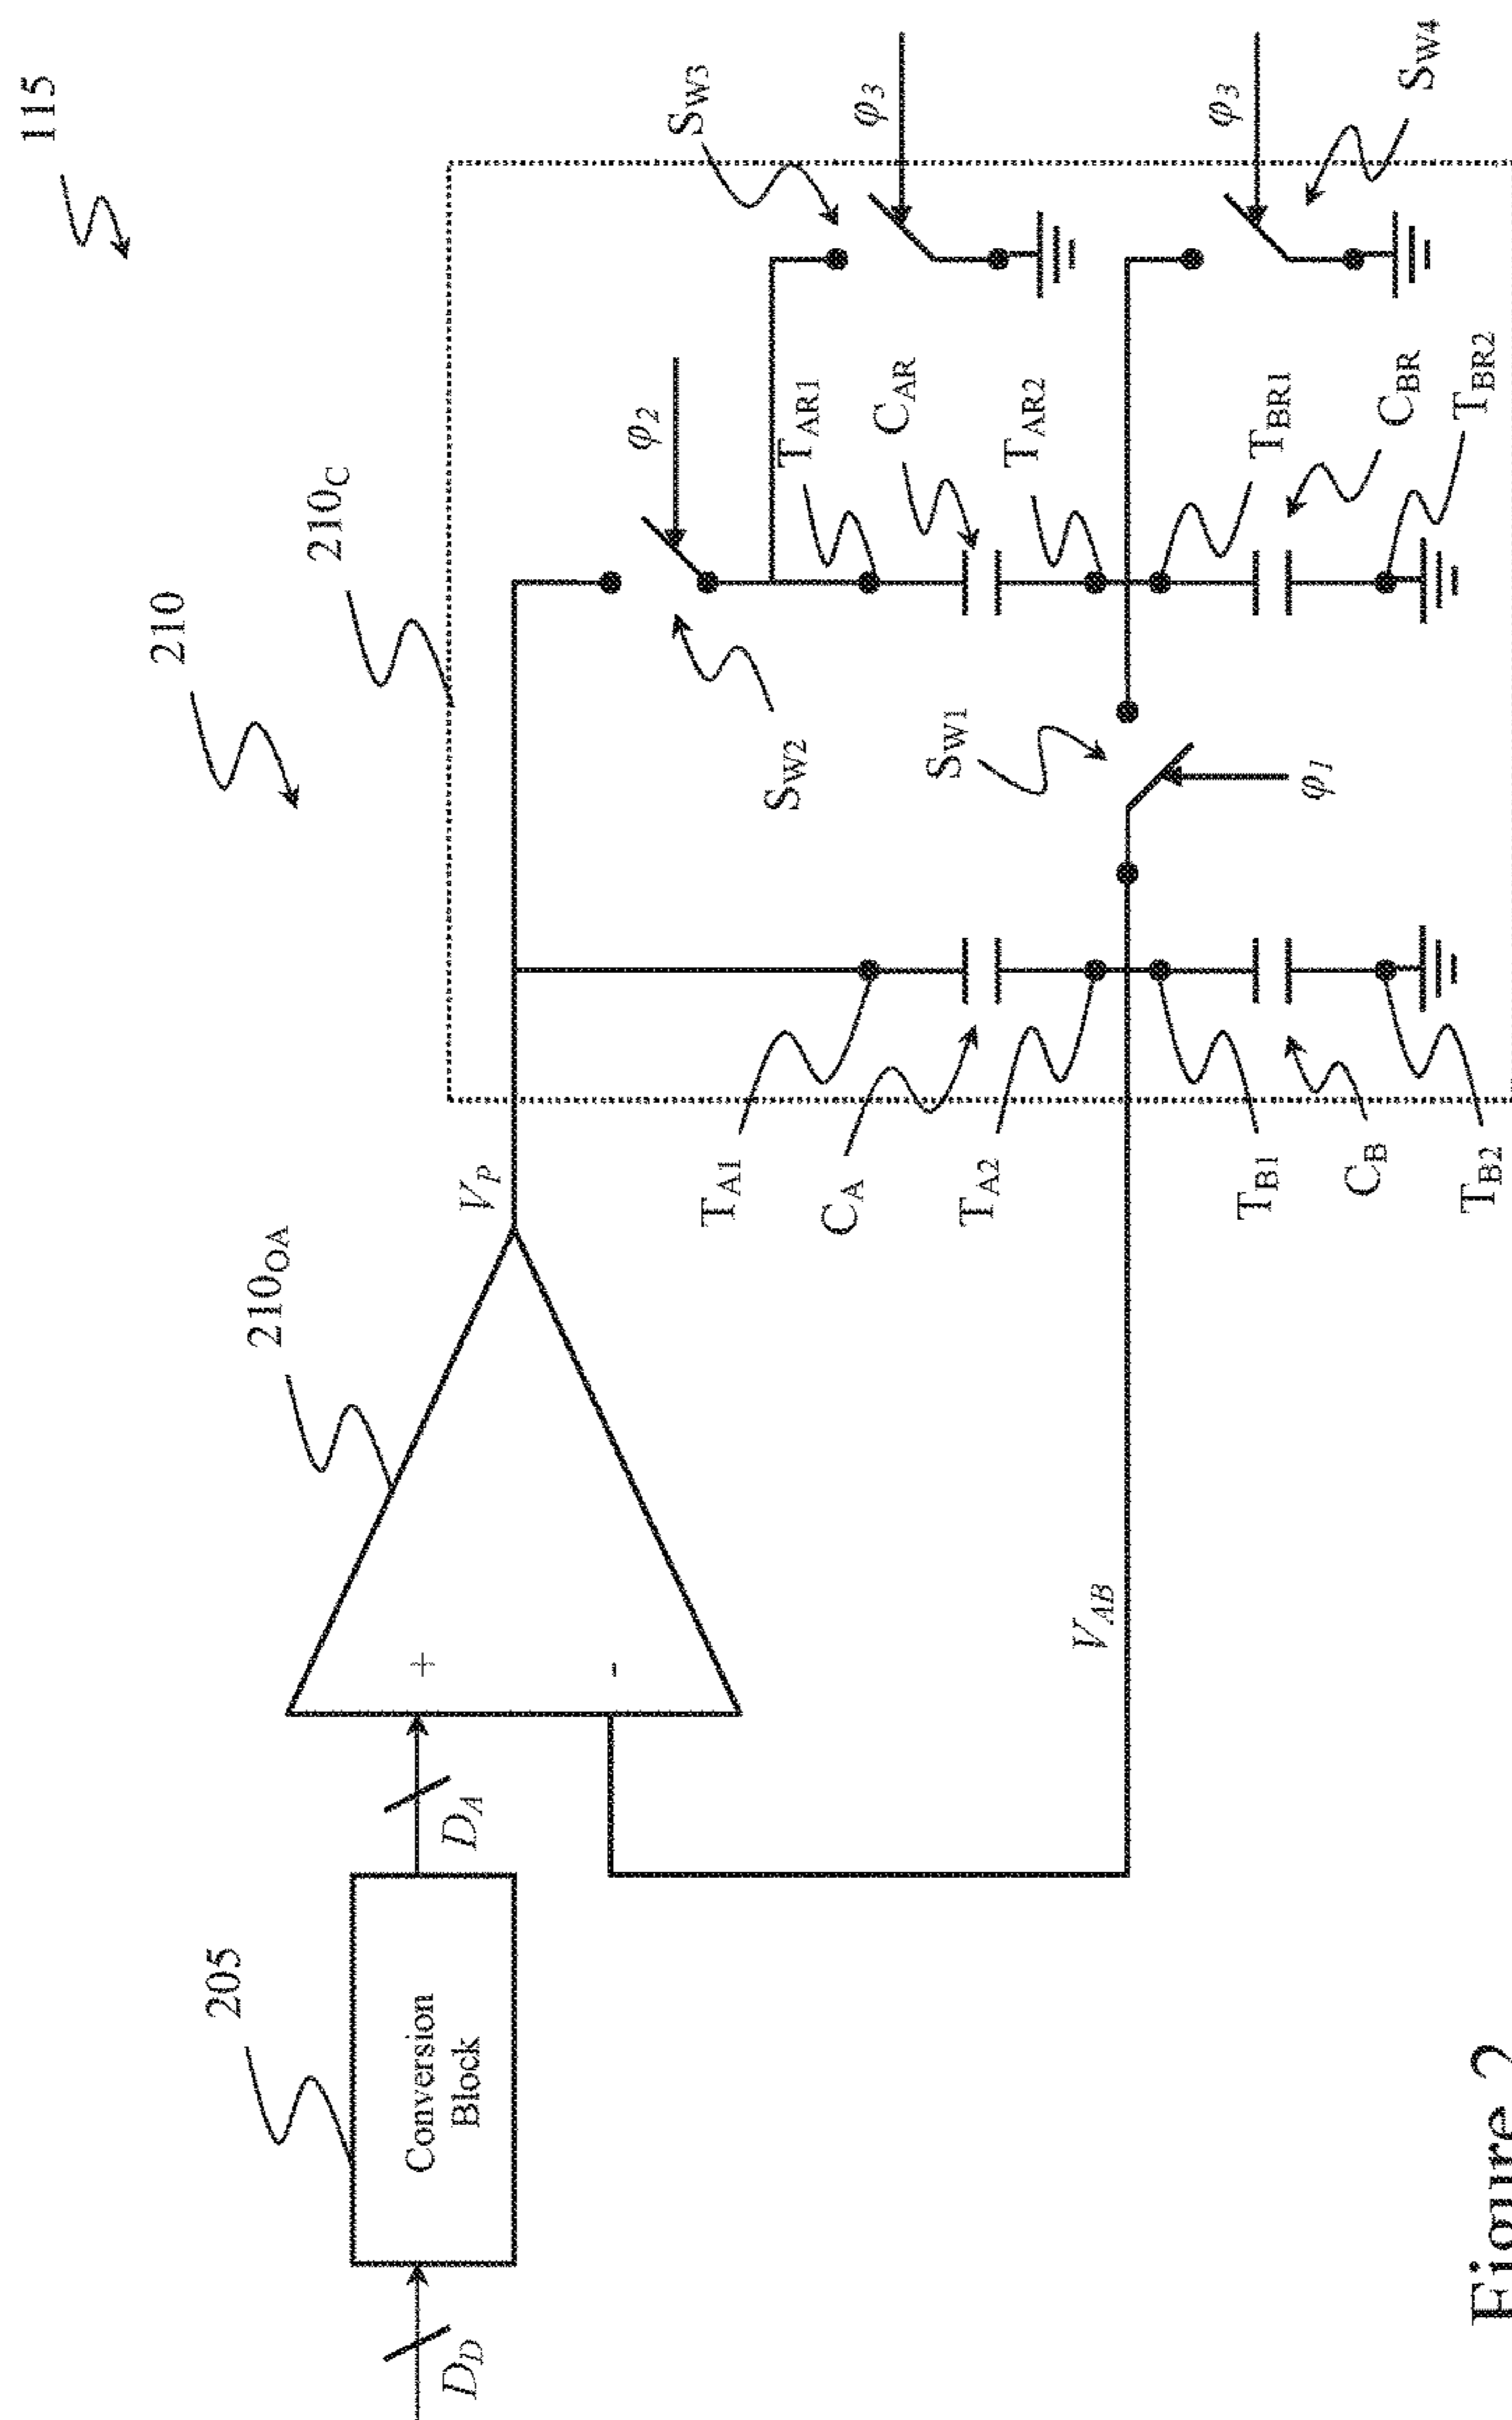 115
210
205
210OA
210C
Conversion
Block
DD
DA
+
-
VP
VAB
φ2
SW2
SW3
φ3
TAR1
CAR
TAR2
TA1
CA
TA2
SW1
φ1
TBR1
CBR
TBR2
φ3
SW4
TB1
CB
TB2
Figure 2